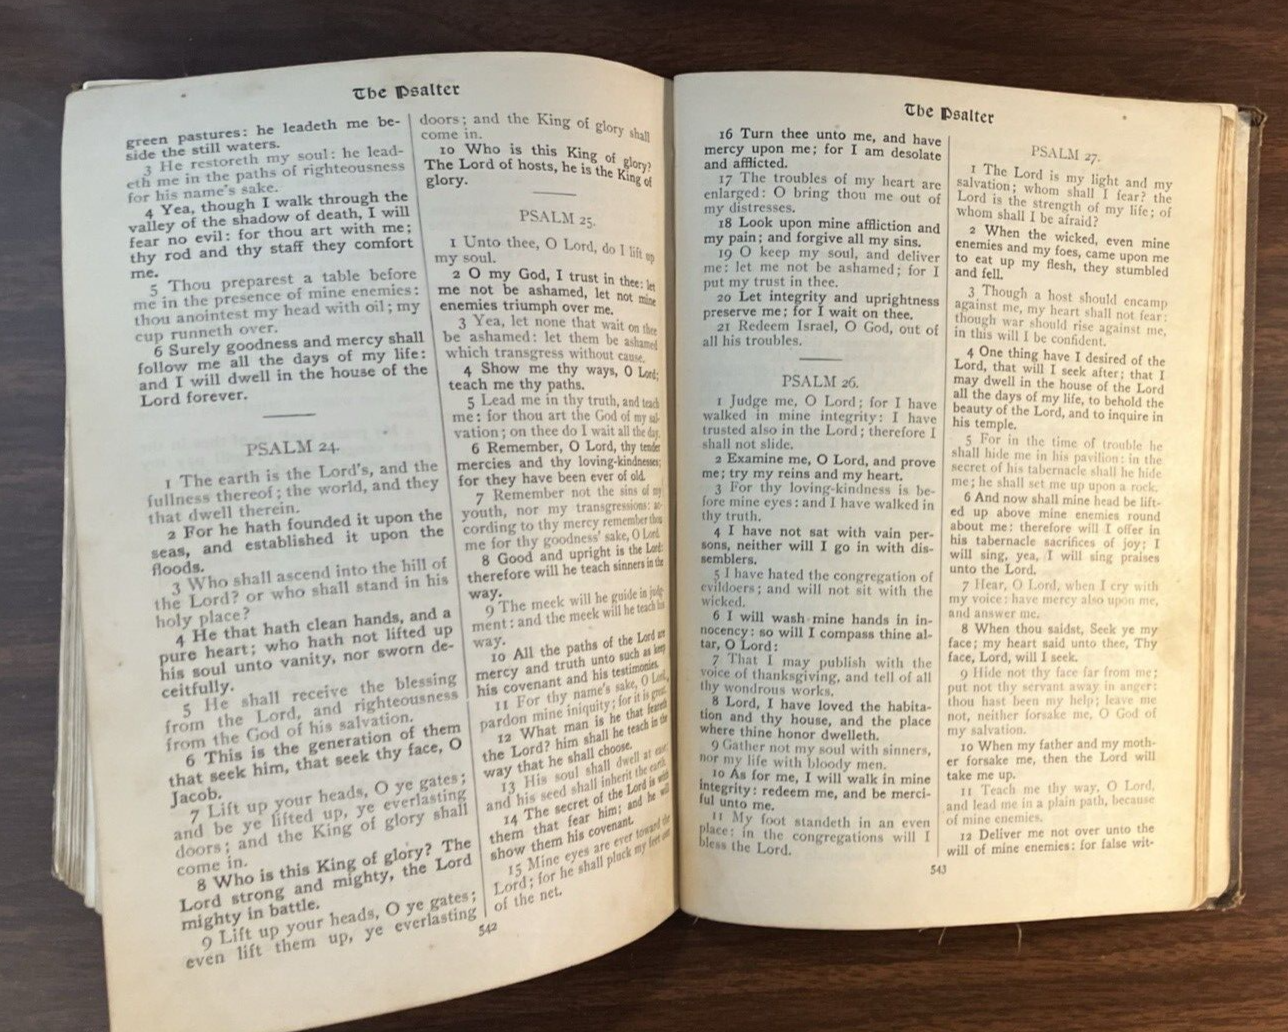 The Psalter
green pastures: he leadeth me be-
side the still waters.
3 He restoreth my soul: he lead-
eth me in the paths of righteousness
for his name's sake.
4 Yea, though I walk through the
valley of the shadow of death, I will
fear no evil: for thou art with me;
thy rod and thy staff they comfort
me.
5 Thou preparest a table before
me in the presence of mine enemies:
thou anointest my head with oil; my
cup runneth over.
6 Surely goodness and mercy shall
follow me all the days of my life:
and I will dwell in the house of the
Lord forever.
PSALM 24.
1 The earth is the Lord's, and the
fullness thereof; the world, and they
that dwell therein.
2 For he hath founded it upon the
seas, and established it upon the
floods.
3 Who shall ascend into the hill of
the Lord? or who shall stand in his
holy place?
4 He that hath clean hands, and a
pure heart; who hath not lifted up
his soul unto vanity, nor sworn de-
ceitfully.
5 He shall receive the blessing
from the Lord, and righteousness
from the God of his salvation.
6 This is the generation of them
that seek him, that seek thy face, O
Jacob.
7 Lift up your heads, O ye gates;
and be ye lifted up, ye everlasting
doors; and the King of glory shall
come in.
8 Who is this King of glory? The
Lord strong and mighty, the Lord
mighty in battle.
9 Lift up your heads, O ye gates;
even lift them up, ye everlasting
doors; and the King of glory shall
come in.
10 Who is this King of glory?
The Lord of hosts, he is the King of
glory.
PSALM 25.
1 Unto thee, O Lord, do I lift up
my soul.
2 O my God, I trust in thee: let
me not be ashamed, let not mine
enemies triumph over me.
3 Yea, let none that wait on thee
be ashamed: let them be ashamed
which transgress without cause.
4 Show me thy ways, O Lord;
teach me thy paths.
5 Lead me in thy truth, and teach
me: for thou art the God of my sal-
vation; on thee do I wait all the day.
6 Remember, O Lord, thy tender
mercies and thy loving-kindnesses;
for they have been ever of old.
7 Remember not the sins of my
youth, nor my transgressions: ac-
cording to thy mercy remember thou
me for thy goodness' sake, O Lord.
8 Good and upright is the Lord:
therefore will he teach sinners in the
way.
9 The meek will he guide in judg-
ment: and the meek will he teach his
way.
10 All the paths of the Lord are
mercy and truth unto such as keep
his covenant and his testimonies.
11 For thy name's sake, O Lord,
pardon mine iniquity; for it is great.
12 What man is he that feareth
the Lord? him shall he teach in the
way that he shall choose.
13 His soul shall dwell at ease;
and his seed shall inherit the earth.
14 The secret of the Lord is with
them that fear him; and he will
show them his covenant.
15 Mine eyes are ever toward the
Lord; for he shall pluck my feet out
of the net.
542
The Psalter
16 Turn thee unto me, and have
mercy upon me; for I am desolate
and afflicted.
17 The troubles of my heart are
enlarged: O bring thou me out of
my distresses.
18 Look upon mine affliction and
my pain; and forgive all my sins.
19 O keep my soul, and deliver
me: let me not be ashamed; for I
put my trust in thee.
20 Let integrity and uprightness
preserve me; for I wait on thee.
21 Redeem Israel, O God, out of
all his troubles.
PSALM 26.
1 Judge me, O Lord; for I have
walked in mine integrity: I have
trusted also in the Lord; therefore I
shall not slide.
2 Examine me, O Lord, and prove
me; try my reins and my heart.
3 For thy loving-kindness is be-
fore mine eyes: and I have walked in
thy truth.
4 I have not sat with vain per-
sons, neither will I go in with dis-
semblers.
5 I have hated the congregation of
evildoers; and will not sit with the
wicked.
6 I will wash mine hands in in-
nocency: so will I compass thine al-
tar, O Lord:
7 That I may publish with the
voice of thanksgiving, and tell of all
thy wondrous works.
8 Lord, I have loved the habita-
tion and thy house, and the place
where thine honor dwelleth.
9 Gather not my soul with sinners,
nor my life with bloody men.
10 As for me, I will walk in mine
integrity: redeem me, and be merci-
ful unto me.
11 My foot standeth in an even
place: in the congregations will I
bless the Lord.
PSALM 27.
1 The Lord is my light and my
salvation; whom shall I fear? the
Lord is the strength of my life; of
whom shall I be afraid?
2 When the wicked, even mine
enemies and my foes, came upon me
to eat up my flesh, they stumbled
and fell.
3 Though a host should encamp
against me, my heart shall not fear:
though war should rise against me,
in this will I be confident.
4 One thing have I desired of the
Lord, that will I seek after; that I
may dwell in the house of the Lord
all the days of my life, to behold the
beauty of the Lord, and to inquire in
his temple.
5 For in the time of trouble he
shall hide me in his pavilion: in the
secret of his tabernacle shall he hide
me; he shall set me up upon a rock.
6 And now shall mine head be lift-
ed up above mine enemies round
about me: therefore will I offer in
his tabernacle sacrifices of joy; I
will sing, yea, I will sing praises
unto the Lord.
7 Hear, O Lord, when I cry with
my voice: have mercy also upon me,
and answer me.
8 When thou saidst, Seek ye my
face; my heart said unto thee, Thy
face, Lord, will I seek.
9 Hide not thy face far from me;
put not thy servant away in anger:
thou hast been my help; leave me
not, neither forsake me, O God of
my salvation.
10 When my father and my moth-
er forsake me, then the Lord will
take me up.
11 Teach me thy way, O Lord,
and lead me in a plain path, because
of mine enemies.
12 Deliver me not over unto the
will of mine enemies: for false wit-
543